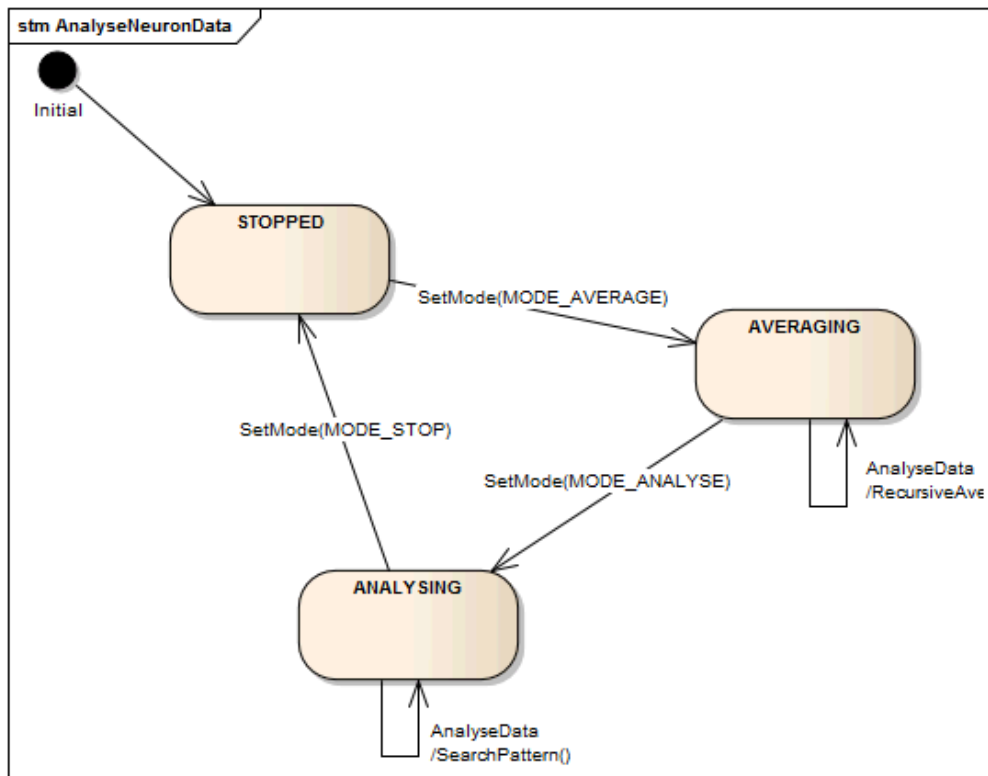 stm AnalyseNeuronData
Initial
STOPPED
SetMode(MODE_AVERAGE)
AVERAGING
SetMode(MODE_STOP)
AnalyseData
/RecursiveAve
SetMode(MODE_ANALYSE)
ANALYSING
AnalyseData
/SearchPattern()